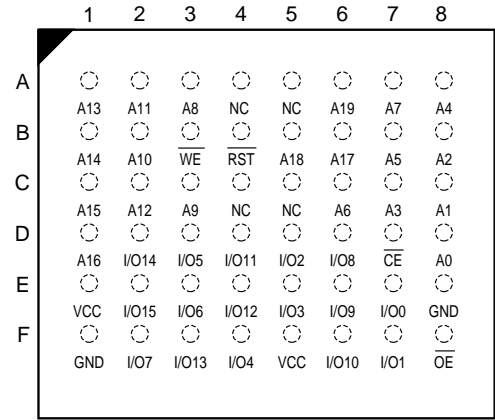 1 2 3 4 5 6 7 8
A
A13 A11 A8 NC NC A19 A7 A4
B
A14 A10 WE RST A18 A17 A5 A2
C
A15 A12 A9 NC NC A6 A3 A1
D
A16 I/O14 I/O5 I/O11 I/O2 I/O8 CE A0
E
VCC I/O15 I/O6 I/O12 I/O3 I/O9 I/O0 GND
F
GND I/O7 I/O13 I/O4 VCC I/O10 I/O1 OE